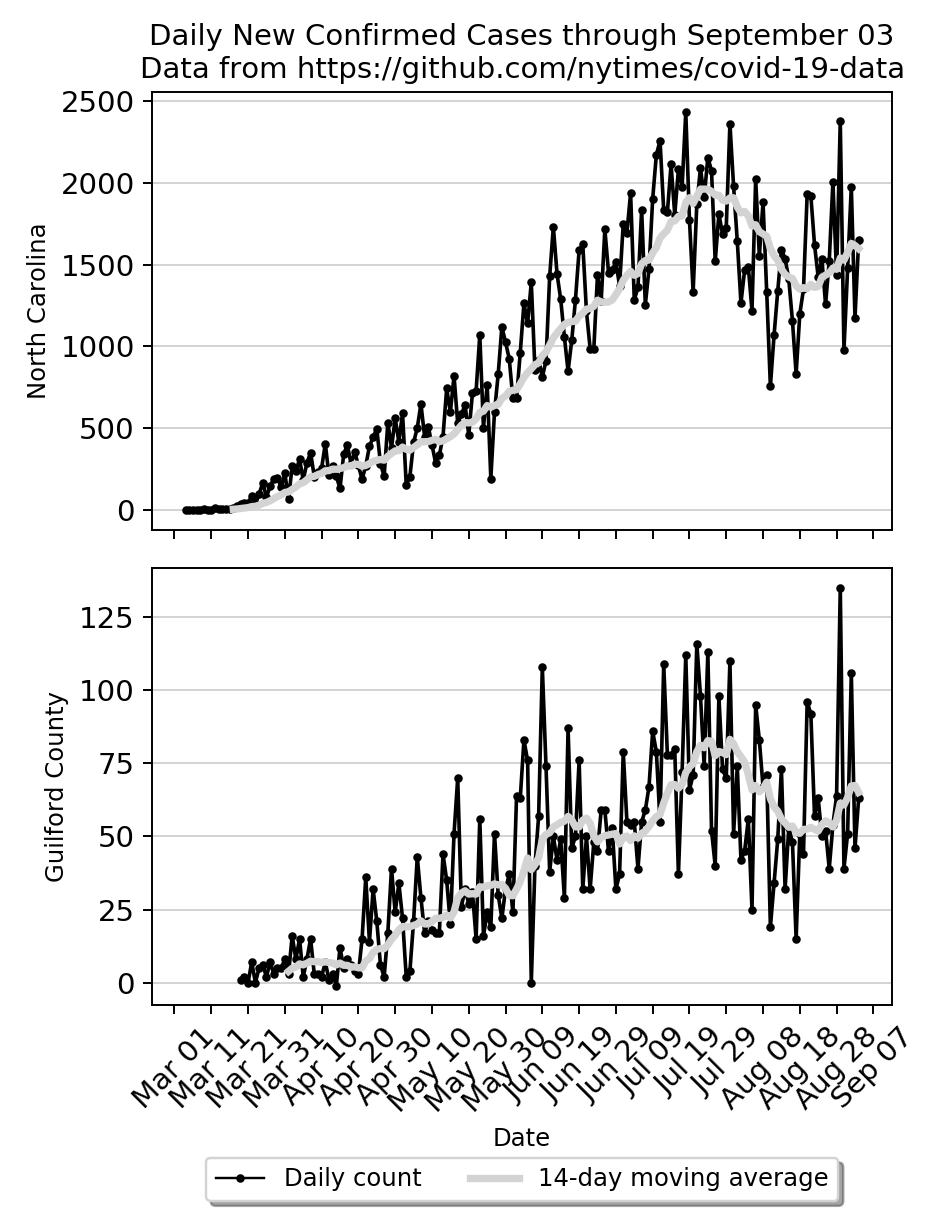 Daily New Confirmed Cases through September 03
Data from https://github.com/nytimes/covid-19-data
2500
2000
1500
1000
500
0
North Carolina
125
100
75
50
25
0
Guilford County
Mar 01
Mar 11
Mar 21
Mar 31
Apr 10
Apr 20
Apr 30
May 10
May 20
May 30
Jun 09
Jun 19
Jun 29
Jul 09
Jul 19
Jul 29
Aug 08
Aug 18
Aug 28
Sep 07
Date
Daily count
14-day moving average